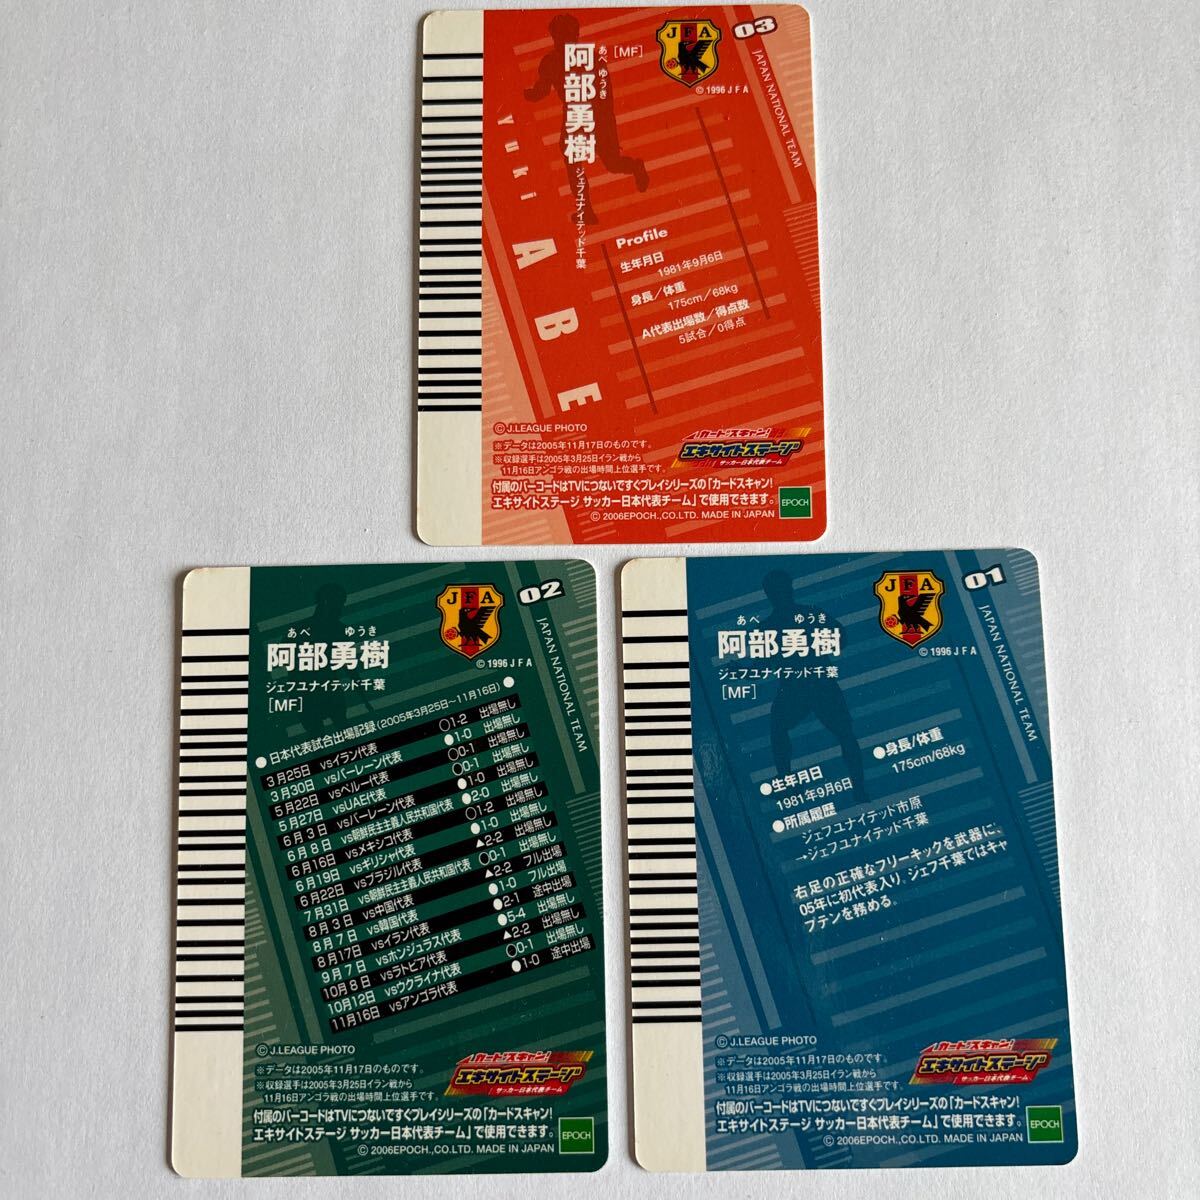 03
JFA
© 1996 J F A
JAPAN NATIONAL TEAM
[MF]
あべ ゆうき
阿部勇樹
ジェフユナイテッド千葉
Yuki ABE
Profile
生年月日
1981年9月6日
身長／体重
175cm／68kg
A代表出場数／得点数
5試合／0得点
© J.LEAGUE PHOTO
※データは2005年11月17日のものです。
※収録選手は2005年3月25日イラン戦から
11月16日アンゴラ戦の出場時間上位選手です。
カードスキャン!
エキサイトステージ
サッカー日本代表チーム
付属のバーコードはTVにつないですぐプレイシリーズの「カードスキャン!
エキサイトステージ サッカー日本代表チーム」で使用できます。
EPOCH
© 2006EPOCH.,CO.LTD. MADE IN JAPAN
02
JFA
© 1996 J F A
JAPAN NATIONAL TEAM
あべ ゆうき
阿部勇樹
ジェフユナイテッド千葉
[MF]
●日本代表試合出場記録(2005年3月25日～11月16日)●
3月25日 vsイラン代表 ○1-2 出場無し
3月30日 vsバーレーン代表 ●1-0 出場無し
5月22日 vsペルー代表 ○0-1 出場無し
5月27日 vsUAE代表 ○0-1 出場無し
6月3日 vsバーレーン代表 ●1-0 出場無し
6月8日 vs朝鮮民主主義人民共和国代表 ●2-0 出場無し
6月16日 vsメキシコ代表 ○1-2 出場無し
6月19日 vsギリシャ代表 ●1-0 出場無し
6月22日 vsブラジル代表 ▲2-2 出場無し
7月31日 vs朝鮮民主主義人民共和国代表 ○0-1 出場無し
8月3日 vs中国代表 ▲2-2 フル出場
8月7日 vs韓国代表 ●1-0 フル出場
8月17日 vsイラン代表 ●2-1 途中出場
9月7日 vsホンジュラス代表 ●5-4 出場無し
10月8日 vsラトビア代表 ▲2-2 出場無し
10月12日 vsウクライナ代表 ○0-1 出場無し
11月16日 vsアンゴラ代表 ●1-0 途中出場
© J.LEAGUE PHOTO
※データは2005年11月17日のものです。
※収録選手は2005年3月25日イラン戦から
11月16日アンゴラ戦の出場時間上位選手です。
カードスキャン!
エキサイトステージ
サッカー日本代表チーム
付属のバーコードはTVにつないですぐプレイシリーズの「カードスキャン!
エキサイトステージ サッカー日本代表チーム」で使用できます。
EPOCH
© 2006EPOCH.,CO.LTD. MADE IN JAPAN
01
JFA
© 1996 J F A
JAPAN NATIONAL TEAM
あべ ゆうき
阿部勇樹
ジェフユナイテッド千葉
[MF]
●生年月日
1981年9月6日
●身長/体重
175cm/68kg
●所属履歴
ジェフユナイテッド市原
→ジェフユナイテッド千葉
右足の正確なフリーキックを武器に、
05年に初代表入り。ジェフ千葉ではキャ
プテンを務める。
© J.LEAGUE PHOTO
※データは2005年11月17日のものです。
※収録選手は2005年3月25日イラン戦から
11月16日アンゴラ戦の出場時間上位選手です。
カードスキャン!
エキサイトステージ
サッカー日本代表チーム
付属のバーコードはTVにつないですぐプレイシリーズの「カードスキャン!
エキサイトステージ サッカー日本代表チーム」で使用できます。
EPOCH
© 2006EPOCH.,CO.LTD. MADE IN JAPAN